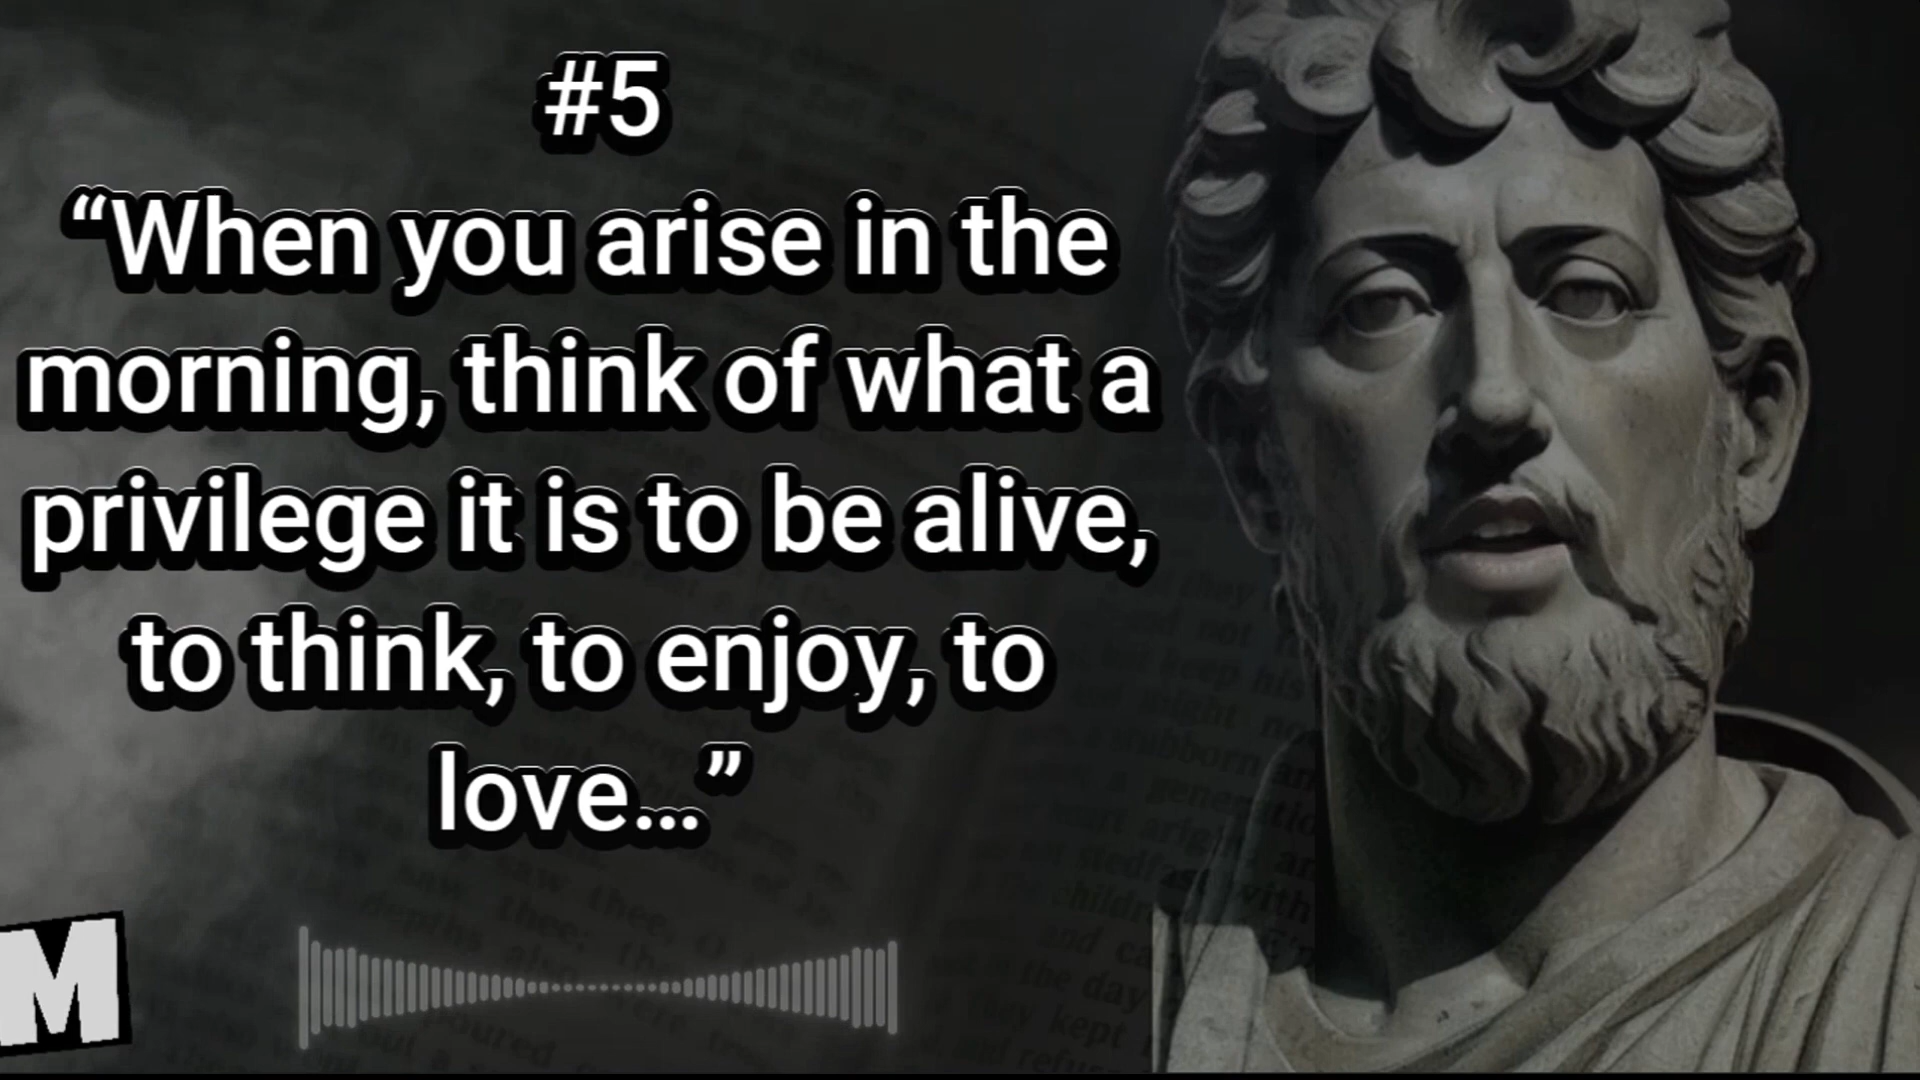 #5
“When you arise in the
morning, think of what a
privilege it is to be alive,
to think, to enjoy, to
love...”
M